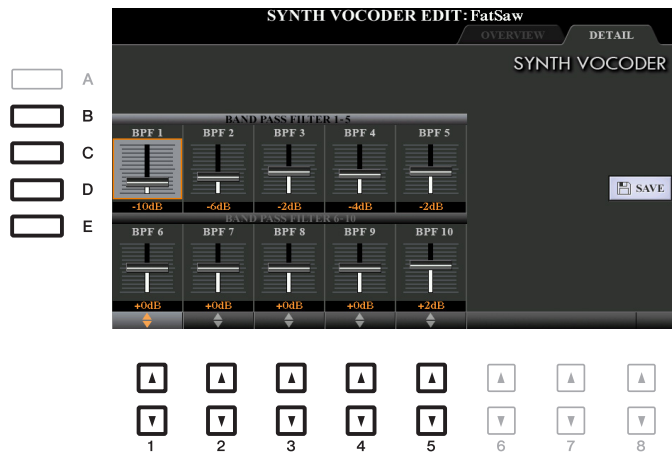 SYNTH VOCODER EDIT: FatSaw
OVERVIEW DETAIL
SYNTH VOCODER
A
B
C
D
E
BAND PASS FILTER 1-5
BPF 1 BPF 2 BPF 3 BPF 4 BPF 5
-10dB -6dB -2dB -4dB -2dB
SAVE
BAND PASS FILTER 6-10
BPF 6 BPF 7 BPF 8 BPF 9 BPF 10
+0dB +0dB +0dB +0dB +2dB
1 2 3 4 5 6 7 8